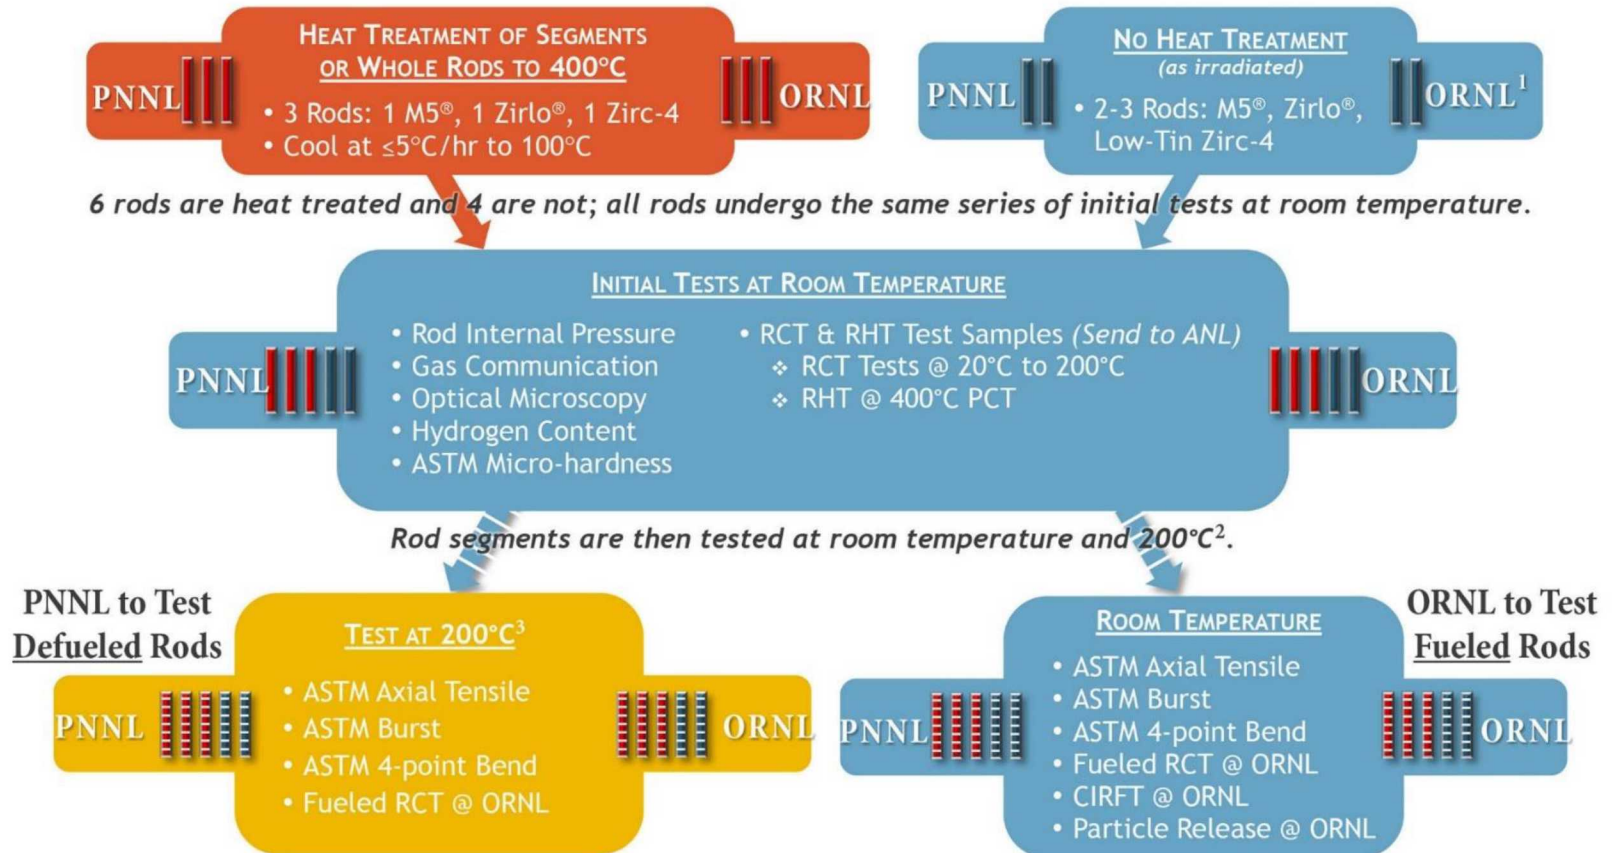 HEAT TREATMENT OF SEGMENTS
OR WHOLE RODS TO 400°C
PNNL
ORNL
• 3 Rods: 1 M5®, 1 Zirlo®, 1 Zirc-4
• Cool at ≤5°C/hr to 100°C
NO HEAT TREATMENT
(as irradiated)
PNNL
ORNL¹
• 2-3 Rods: M5®, Zirlo®,
Low-Tin Zirc-4
6 rods are heat treated and 4 are not; all rods undergo the same series of initial tests at room temperature.
INITIAL TESTS AT ROOM TEMPERATURE
PNNL
ORNL
• Rod Internal Pressure
• Gas Communication
• Optical Microscopy
• Hydrogen Content
• ASTM Micro-hardness
• RCT & RHT Test Samples (Send to ANL)
❖ RCT Tests @ 20°C to 200°C
❖ RHT @ 400°C PCT
Rod segments are then tested at room temperature and 200°C².
PNNL to Test
Defueled Rods
TEST AT 200°C³
PNNL
ORNL
• ASTM Axial Tensile
• ASTM Burst
• ASTM 4-point Bend
• Fueled RCT @ ORNL
ROOM TEMPERATURE
PNNL
ORNL
• ASTM Axial Tensile
• ASTM Burst
• ASTM 4-point Bend
• Fueled RCT @ ORNL
• CIRFT @ ORNL
• Particle Release @ ORNL
ORNL to Test
Fueled Rods